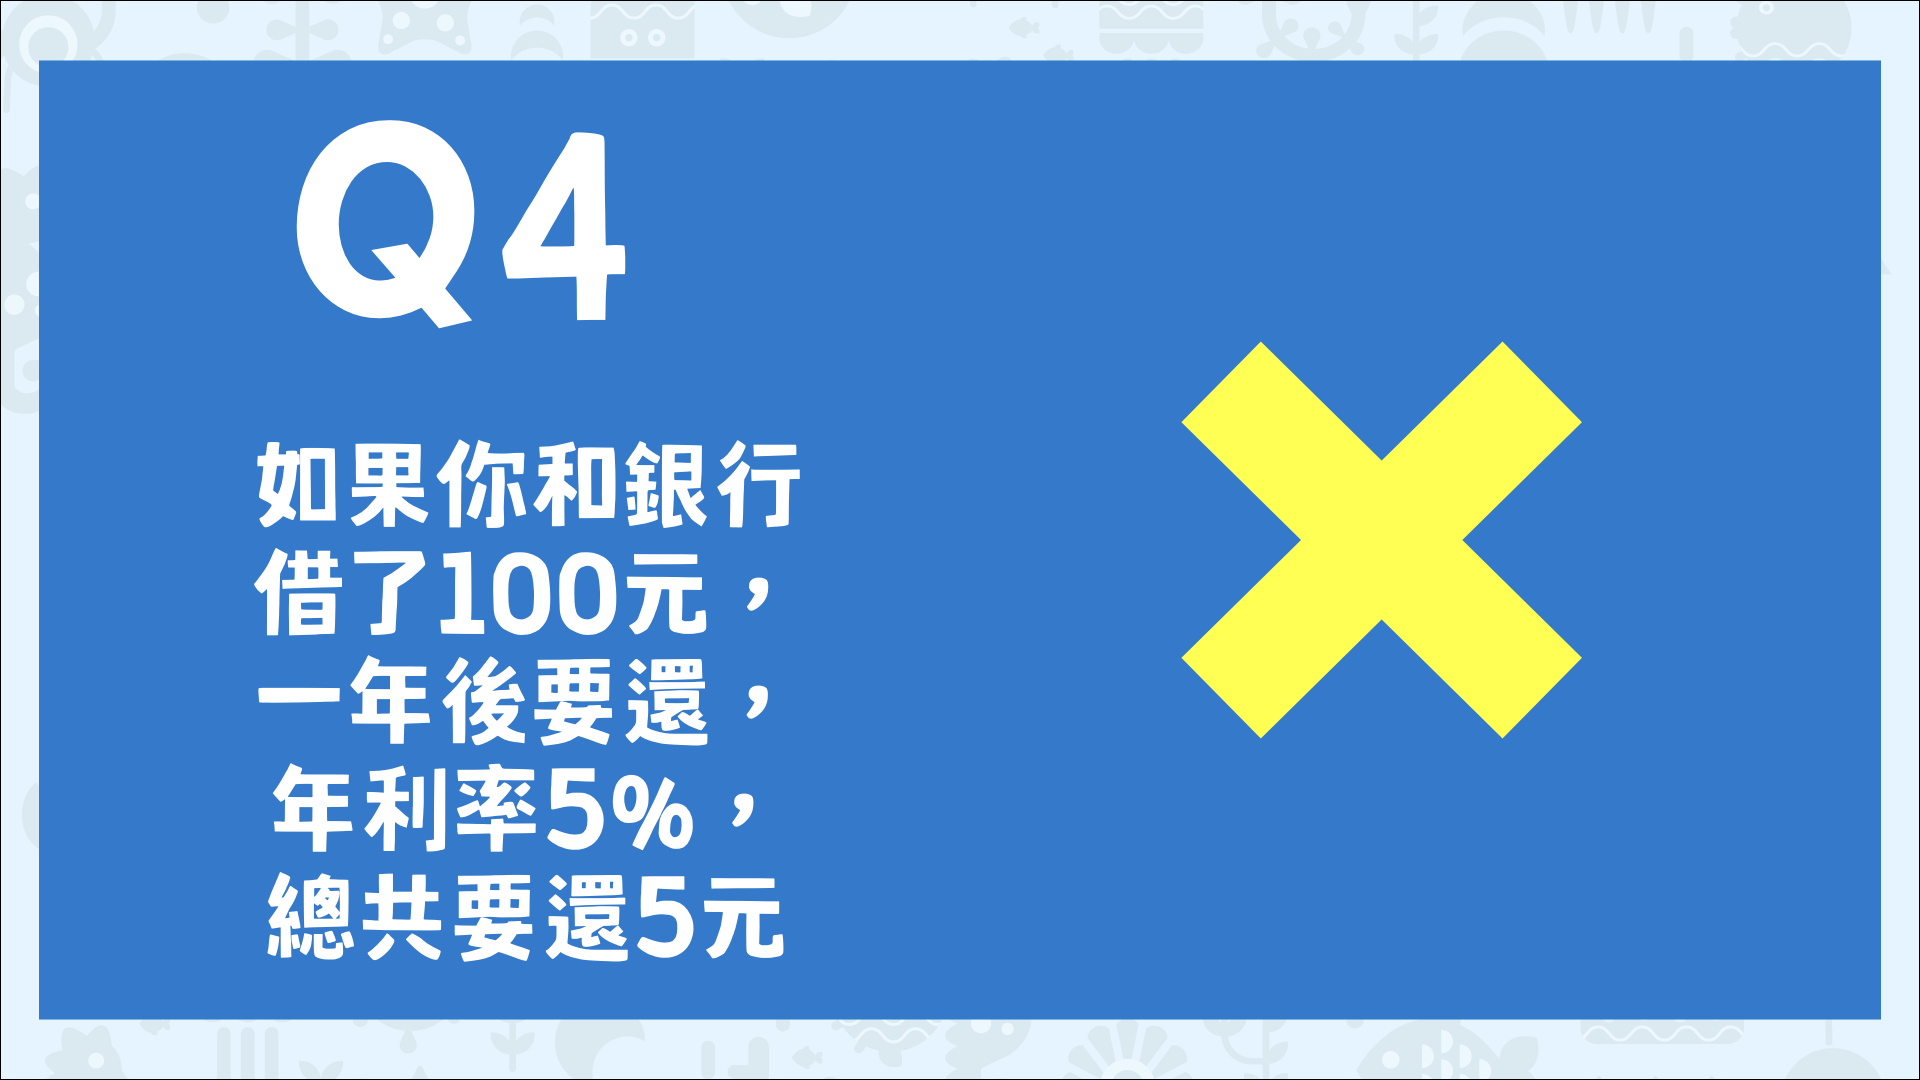 Q4
如果你和銀行
借了100元，
一年後要還，
年利率5%，
總共要還5元